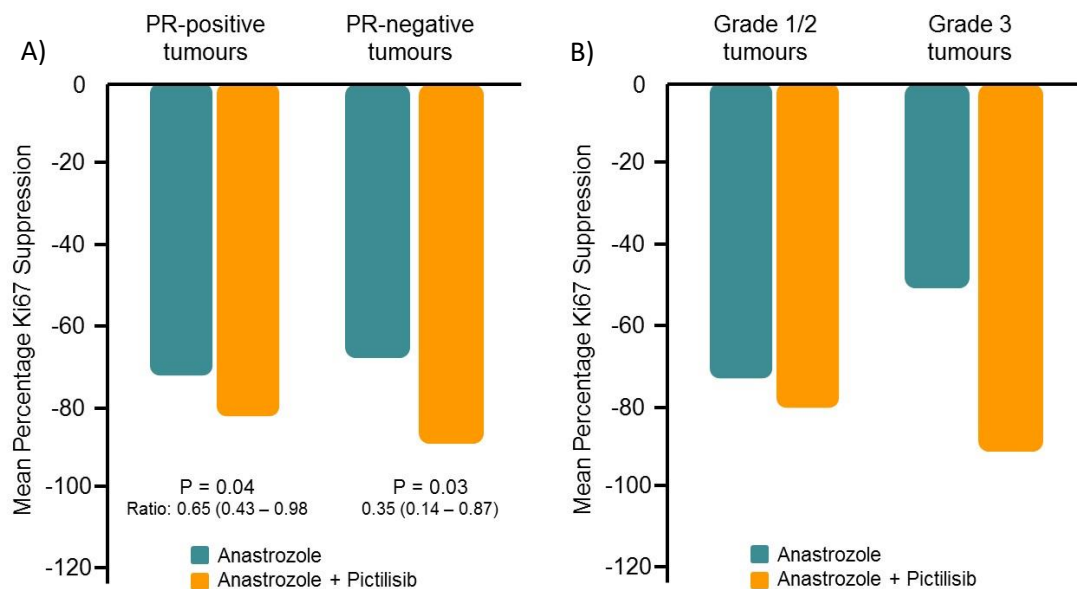 A)
PR-positive
tumours
PR-negative
tumours
Mean Percentage Ki67 Suppression
0
-20
-40
-60
-80
-100
-120
P = 0.04
Ratio: 0.65 (0.43 – 0.98
P = 0.03
0.35 (0.14 – 0.87)
Anastrozole
Anastrozole + Pictilisib
B)
Grade 1/2
tumours
Grade 3
tumours
Mean Percentage Ki67 Suppression
0
-20
-40
-60
-80
-100
-120
Anastrozole
Anastrozole + Pictilisib